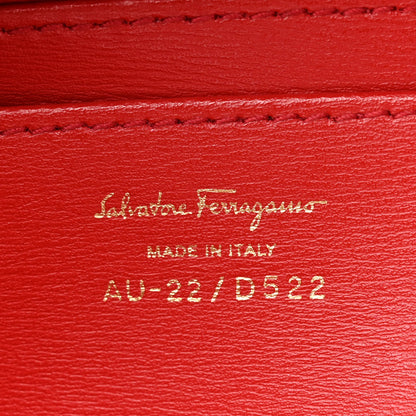 Salvatore Ferragamo
MADE IN ITALY
AU-22/D522